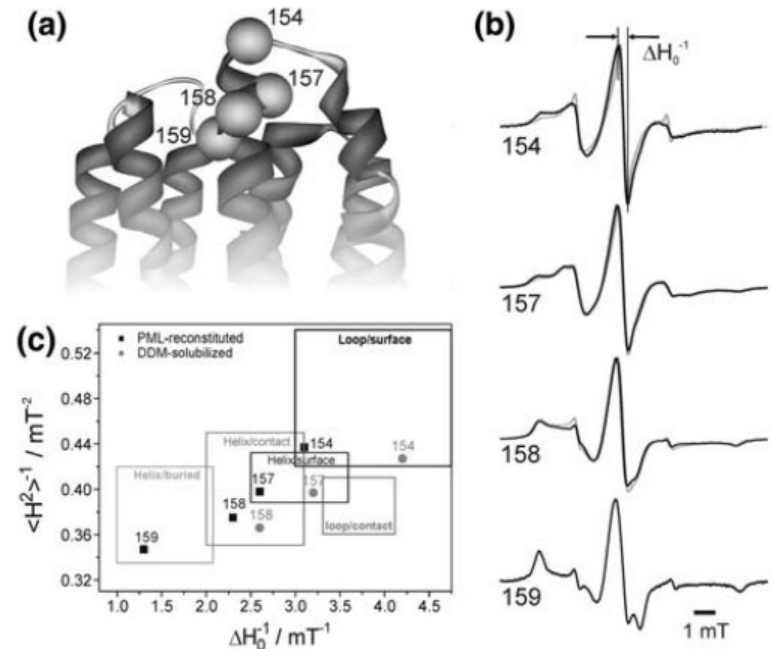 (a)
154
157
158
159
(b)
ΔH₀⁻¹
154
157
158
159
1 mT
(c)
PML-reconstituted
DDM-solubilized
Loop/surface
Helix/contact
Helix/surface
Helix/buried
loop/contact
154
154
157
157
158
158
159
<H²>⁻¹ / mT⁻²
0.52
0.48
0.44
0.40
0.36
0.32
1.0 1.5 2.0 2.5 3.0 3.5 4.0 4.5
ΔH₀⁻¹ / mT⁻¹